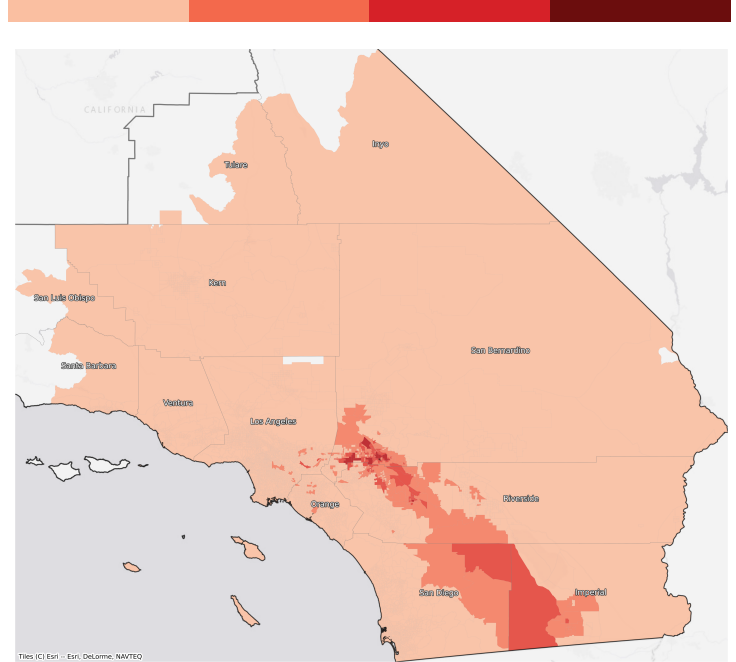 CALIFORNIA
Inyo
Tulare
Kern
San Luis Obispo
San Bernardino
Santa Barbara
Ventura
Los Angeles
Riverside
Orange
San Diego
Imperial
Tiles (C) Esri -- Esri, DeLorme, NAVTEQ